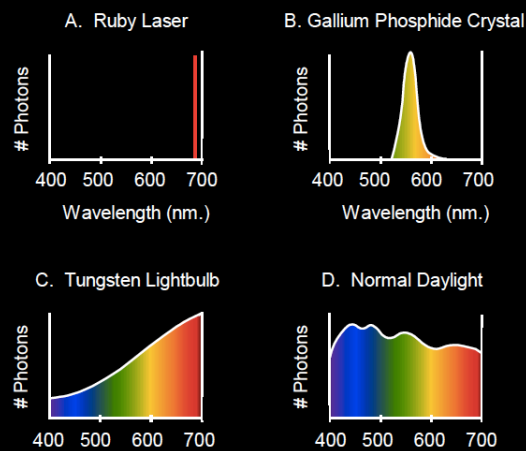 A. Ruby Laser
# Photons
400 500 600 700
Wavelength (nm.)
B. Gallium Phosphide Crystal
# Photons
400 500 600 700
Wavelength (nm.)
C. Tungsten Lightbulb
# Photons
400 500 600 700
D. Normal Daylight
# Photons
400 500 600 700